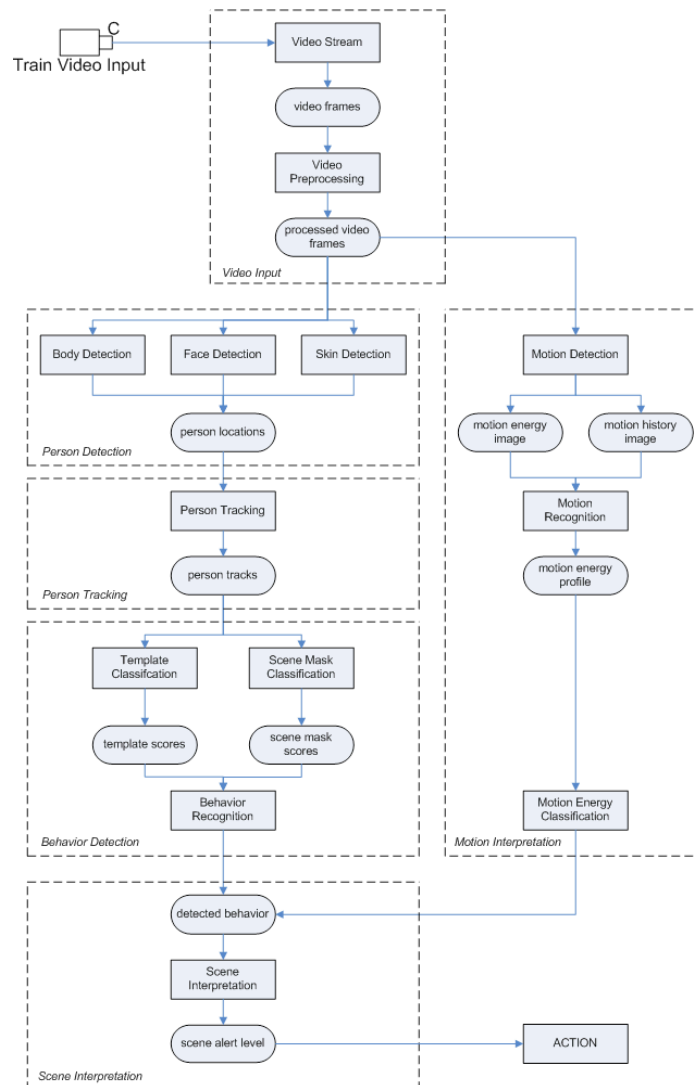 C
Train Video Input
Video Stream
video frames
Video
Preprocessing
processed video
frames
Video Input
Body Detection
Face Detection
Skin Detection
Motion Detection
person locations
motion energy
image
motion history
image
Person Detection
Person Tracking
Motion
Recognition
person tracks
motion energy
profile
Person Tracking
Template
Classifcation
Scene Mask
Classification
template scores
scene mask
scores
Behavior
Recognition
Motion Energy
Classification
Behavior Detection
Motion Interpretation
detected behavior
Scene
Interpretation
scene alert level
ACTION
Scene Interpretation